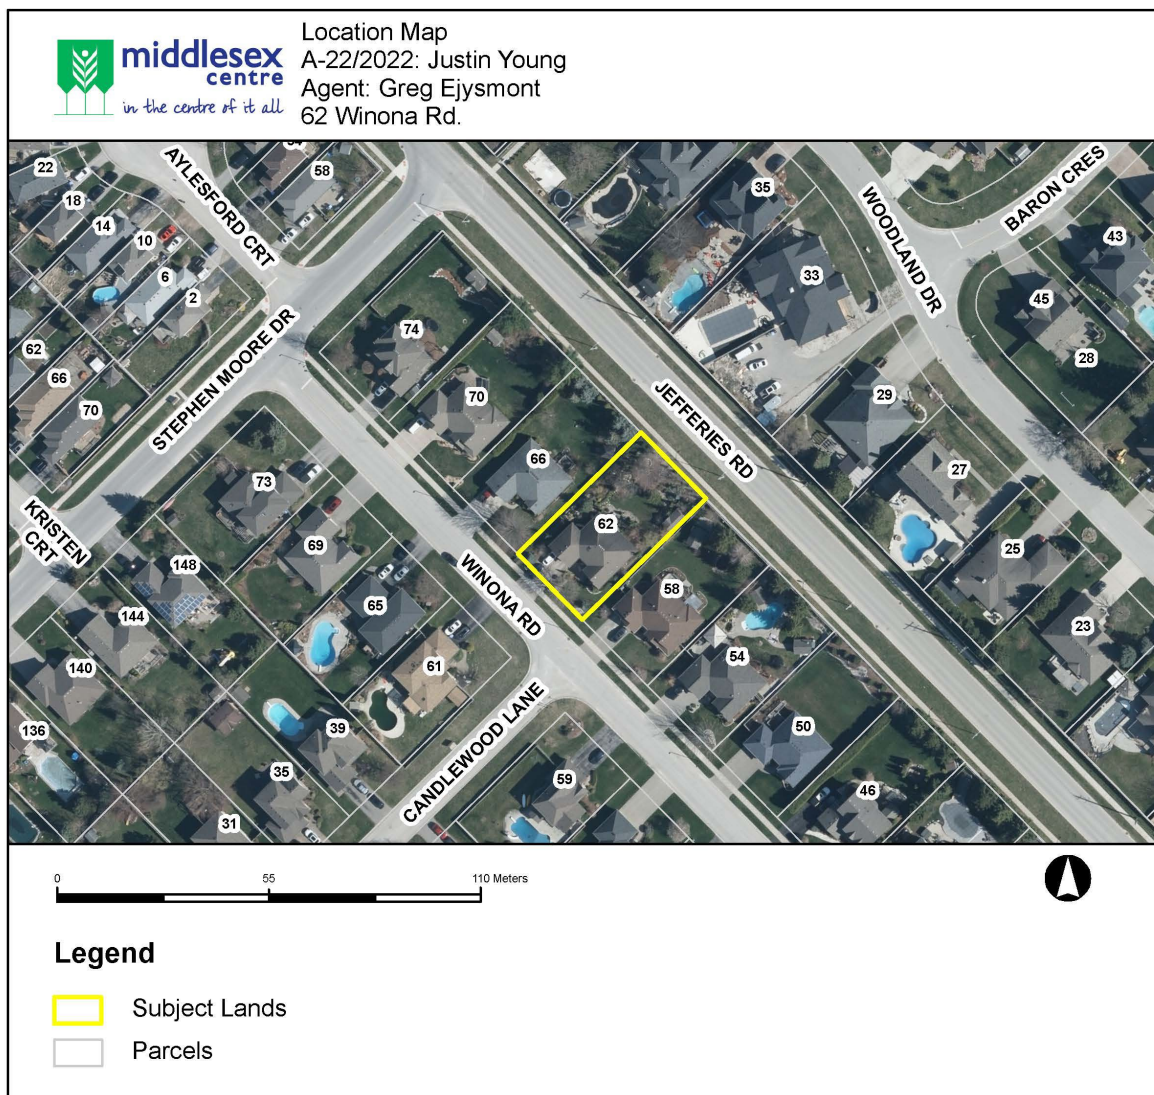 middlesex
centre
in the centre of it all
Location Map
A-22/2022: Justin Young
Agent: Greg Ejysmont
62 Winona Rd.
AYLESFORD CRT
STEPHEN MOORE DR
KRISTEN
CRT
WINONA RD
CANDLEWOOD LANE
JEFFERIES RD
WOODLAND DR
BARON CRES
22
18
14
10
6
2
58
62
66
70
74
70
66
62
58
54
50
46
73
69
65
61
148
144
140
136
39
35
31
59
35
33
29
27
25
23
43
45
28
0
55
110 Meters
Legend
Subject Lands
Parcels